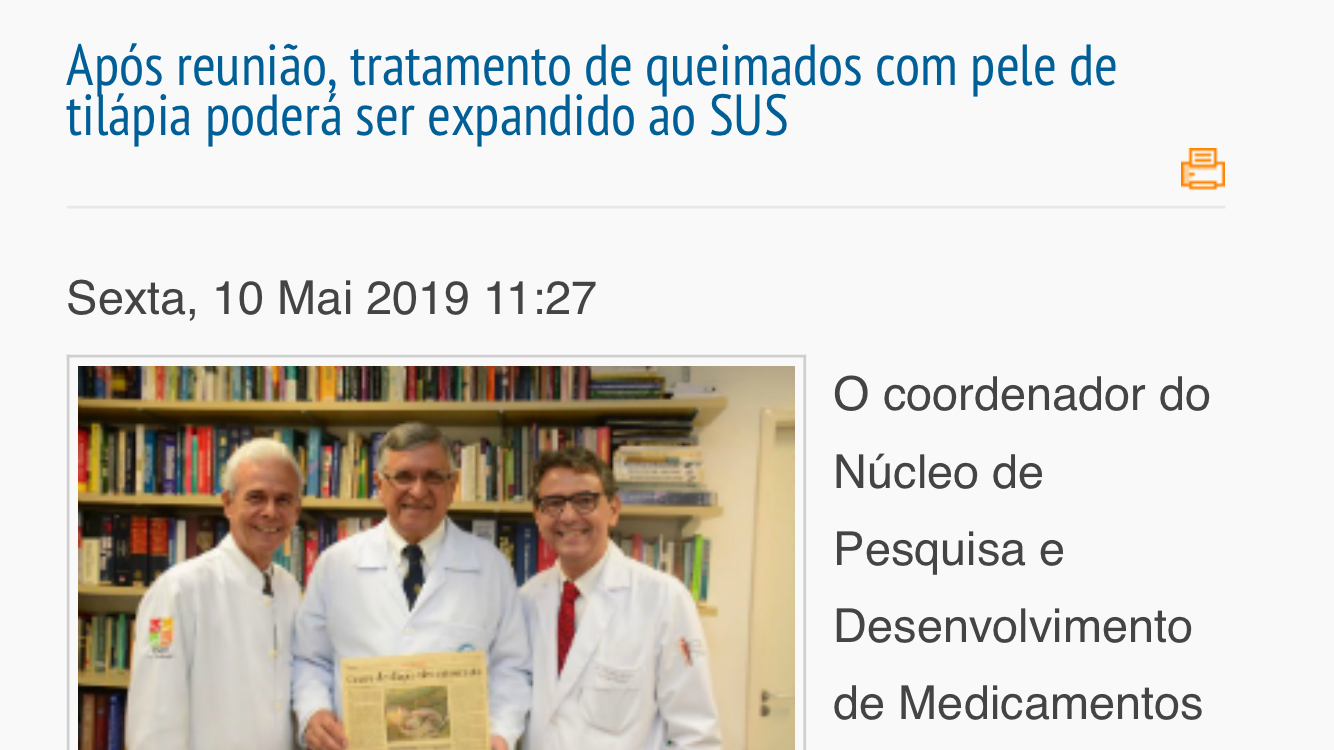 Após reunião, tratamento de queimados com pele de
tilápia poderá ser expandido ao SUS
Sexta, 10 Mai 2019 11:27
O coordenador do
Núcleo de
Pesquisa e
Desenvolvimento
de Medicamentos